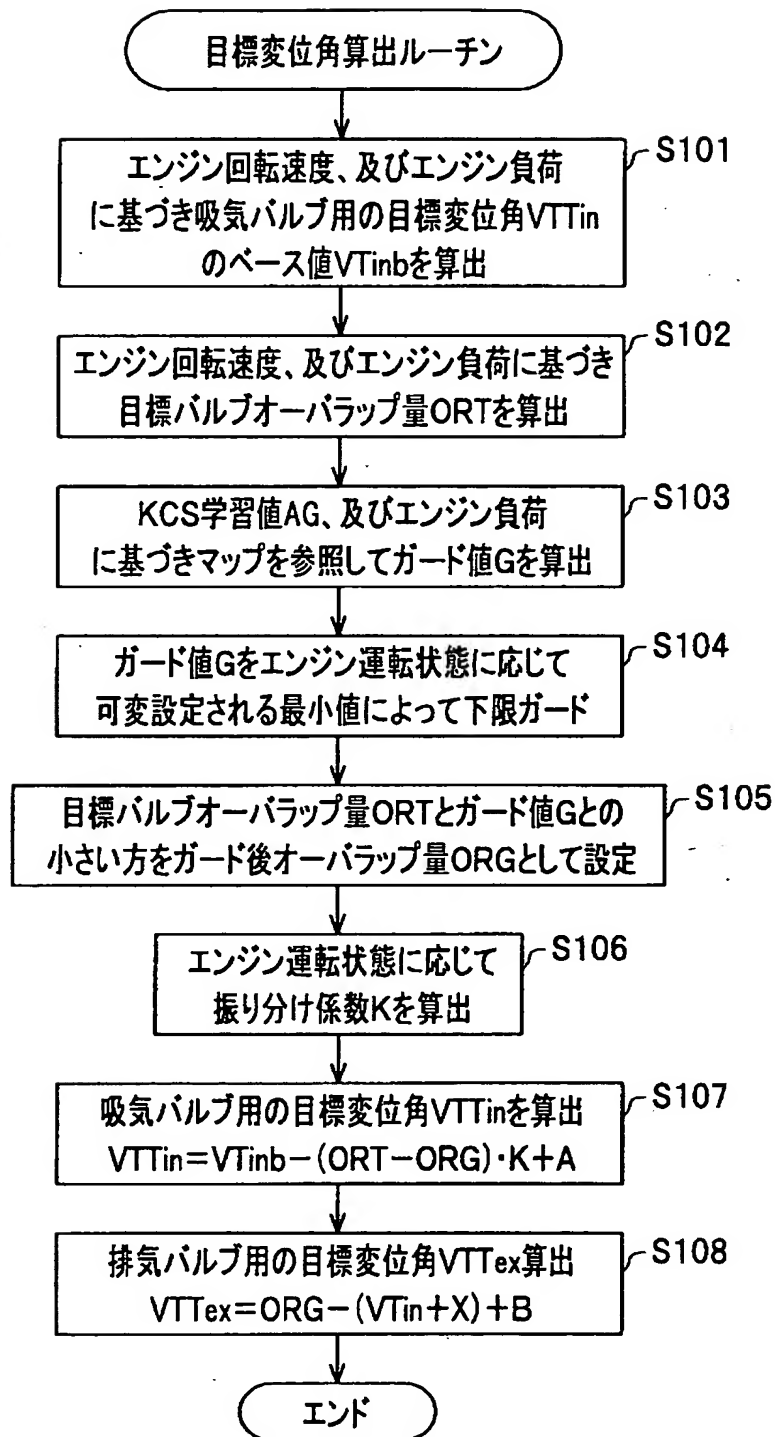 目標変位角算出ルーチン
S101
エンジン回転速度、及びエンジン負荷
に基づき吸気バルブ用の目標変位角VTTin
のベース値VTinbを算出
S102
エンジン回転速度、及びエンジン負荷に基づき
目標バルブオーバラップ量ORTを算出
S103
KCS学習値AG、及びエンジン負荷
に基づきマップを参照してガード値Gを算出
S104
ガード値Gをエンジン運転状態に応じて
可変設定される最小値によって下限ガード
S105
目標バルブオーバラップ量ORTとガード値Gとの
小さい方をガード後オーバラップ量ORGとして設定
S106
エンジン運転状態に応じて
振り分け係数Kを算出
S107
吸気バルブ用の目標変位角VTTinを算出
VTTin=VTinb-(ORT-ORG)・K+A
S108
排気バルブ用の目標変位角VTTex算出
VTTex=ORG-(VTin+X)+B
エンド